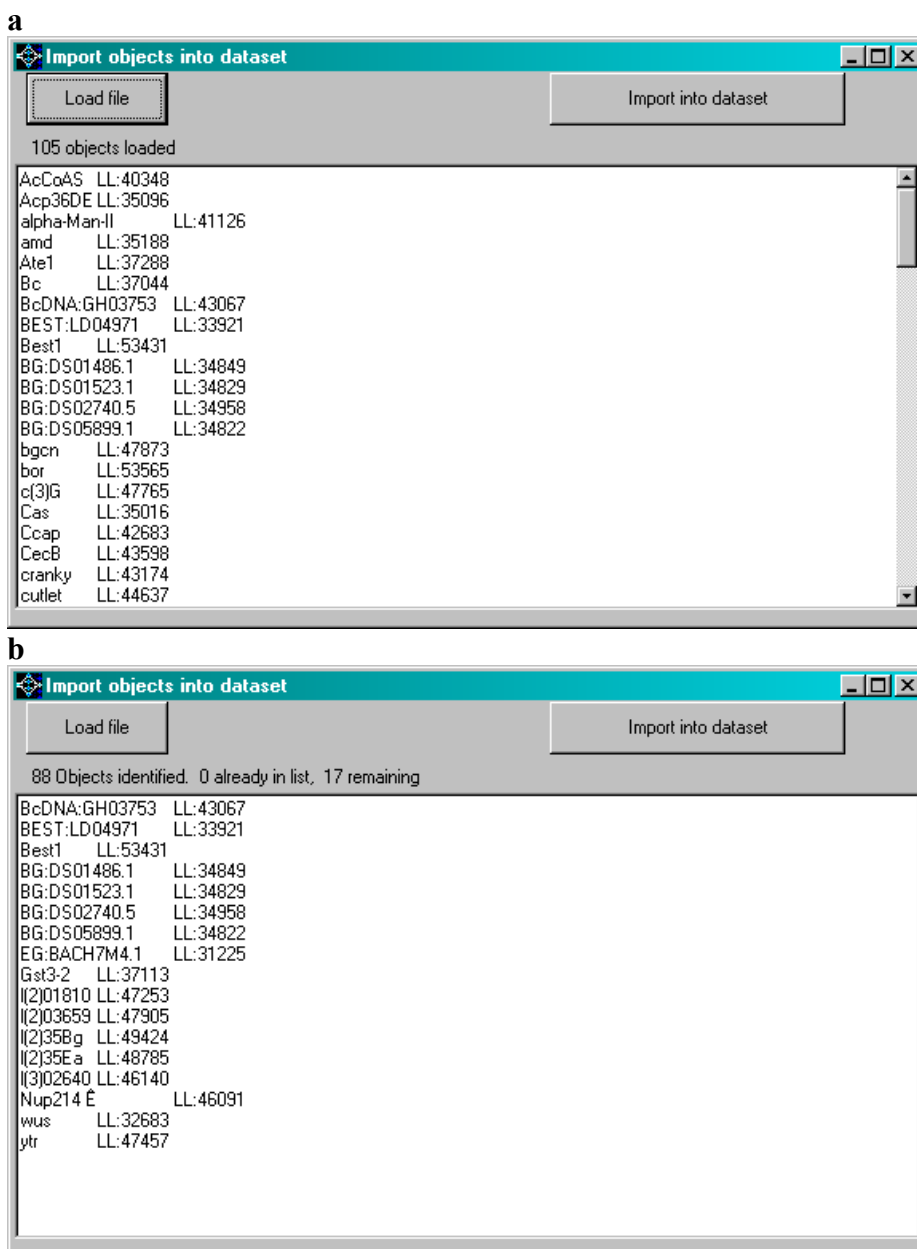 a
Import objects into dataset
Load file Import into dataset
105 objects loaded
AcCoAS LL:40348
Acp36DE LL:35096
alpha-Man-II LL:41126
amd LL:35188
Ate1 LL:37288
Bc LL:37044
BcDNA:GH03753 LL:43067
BEST:LD04971 LL:33921
Best1 LL:53431
BG:DS01486.1 LL:34849
BG:DS01523.1 LL:34829
BG:DS02740.5 LL:34958
BG:DS05899.1 LL:34822
bgcn LL:47873
bor LL:53565
c(3)G LL:47765
Cas LL:35016
Ccap LL:42683
CecB LL:43598
cranky LL:43174
cutlet LL:44637
b
Import objects into dataset
Load file Import into dataset
88 Objects identified. 0 already in list, 17 remaining
BcDNA:GH03753 LL:43067
BEST:LD04971 LL:33921
Best1 LL:53431
BG:DS01486.1 LL:34849
BG:DS01523.1 LL:34829
BG:DS02740.5 LL:34958
BG:DS05899.1 LL:34822
EG:BACH7M4.1 LL:31225
Gst3-2 LL:37113
l(2)01810 LL:47253
l(2)03659 LL:47905
l(2)35Bg LL:49424
l(2)35Ea LL:48785
l(3)02640 LL:46140
Nup214 Ê LL:46091
wus LL:32683
ytr LL:47457